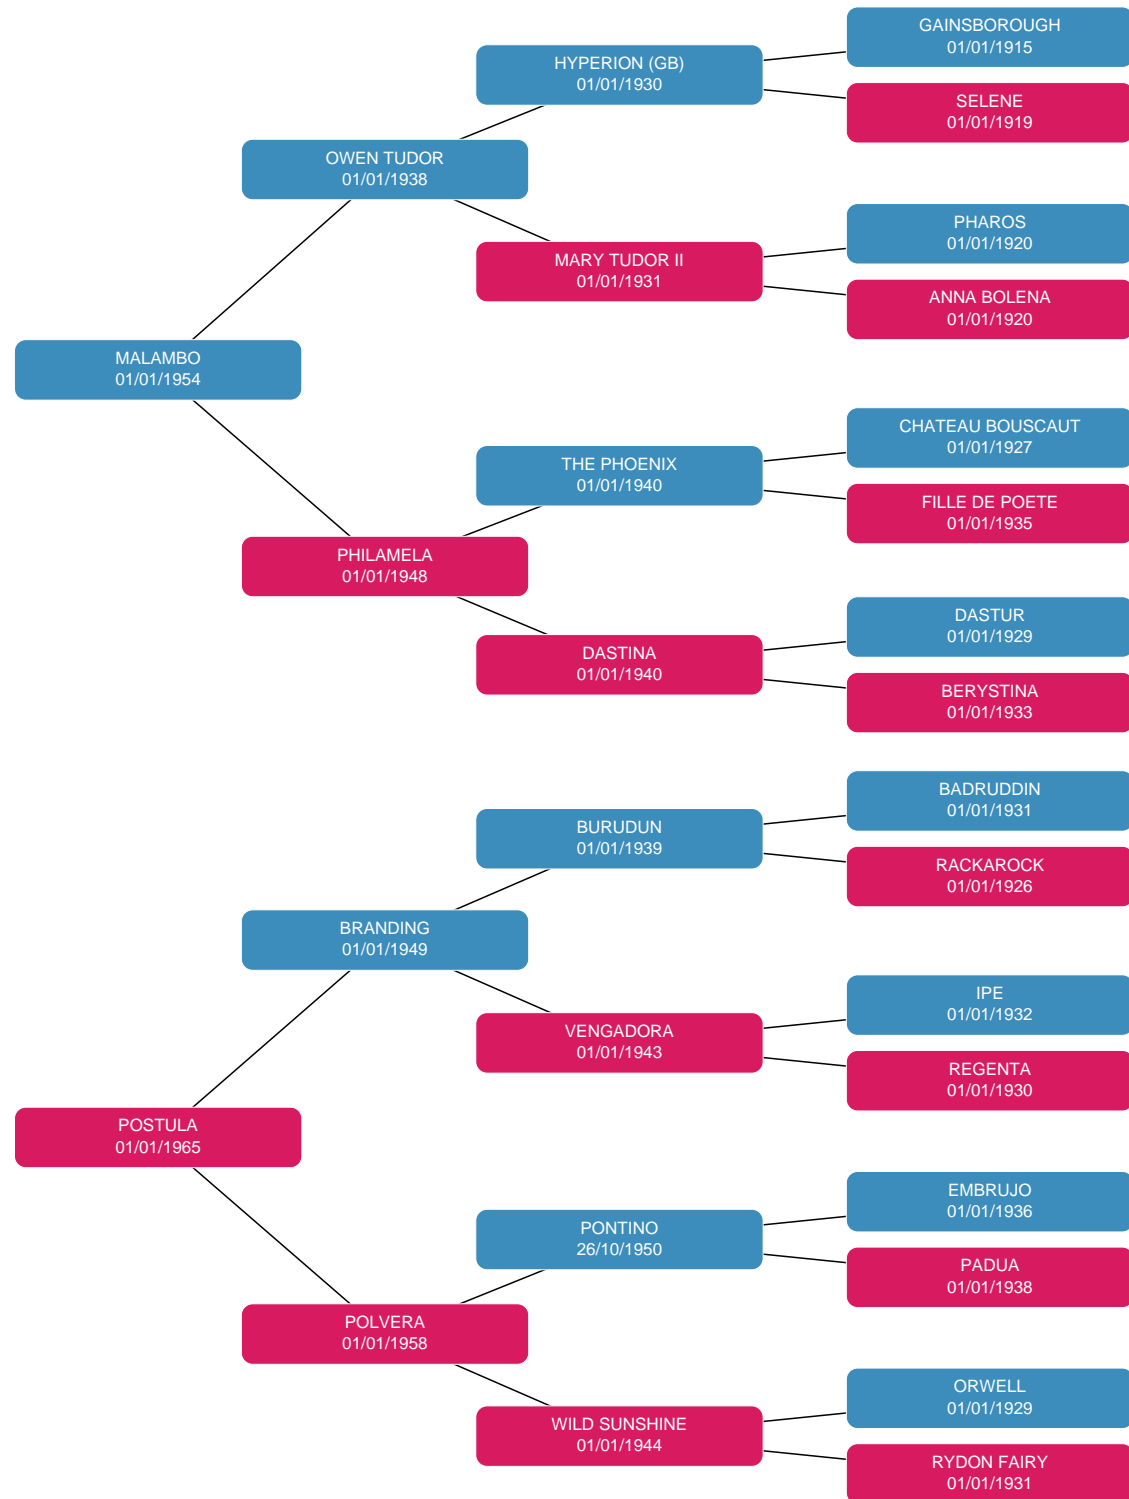 GAINSBOROUGH
01/01/1915
HYPERION (GB)
01/01/1930
SELENE
01/01/1919
OWEN TUDOR
01/01/1938
PHAROS
01/01/1920
MARY TUDOR II
01/01/1931
ANNA BOLENA
01/01/1920
MALAMBO
01/01/1954
CHATEAU BOUSCAUT
01/01/1927
THE PHOENIX
01/01/1940
FILLE DE POETE
01/01/1935
PHILAMELA
01/01/1948
DASTUR
01/01/1929
DASTINA
01/01/1940
BERYSTINA
01/01/1933
BADRUDDIN
01/01/1931
BURUDUN
01/01/1939
RACKAROCK
01/01/1926
BRANDING
01/01/1949
IPE
01/01/1932
VENGADORA
01/01/1943
REGENTA
01/01/1930
POSTULA
01/01/1965
EMBRUJO
01/01/1936
PONTINO
26/10/1950
PADUA
01/01/1938
POLVERA
01/01/1958
ORWELL
01/01/1929
WILD SUNSHINE
01/01/1944
RYDON FAIRY
01/01/1931